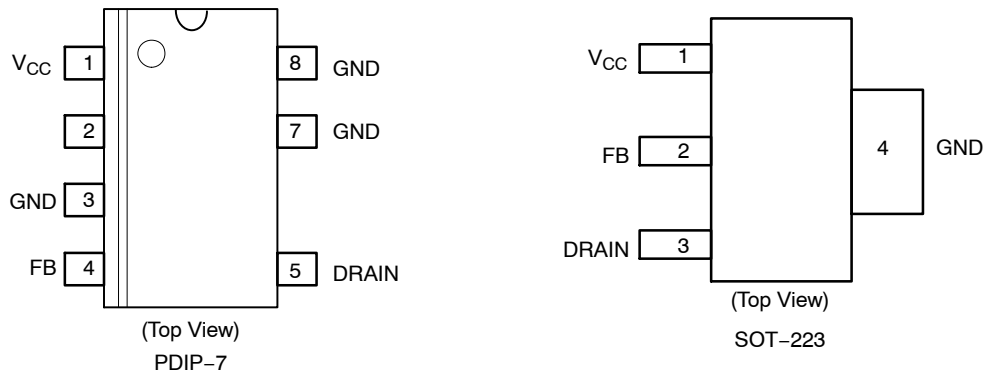 VCC 1 8 GND
2 7 GND
GND 3
FB 4 5 DRAIN
(Top View)
PDIP−7
VCC 1
FB 2 4 GND
DRAIN 3
(Top View)
SOT−223